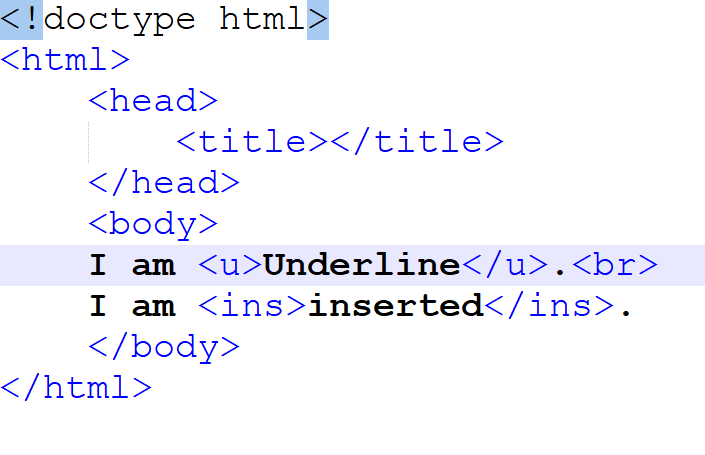 <!doctype html>
<html>
<head>
<title></title>
</head>
<body>
I am <u>Underline</u>.<br>
I am <ins>inserted</ins>.
</body>
</html>